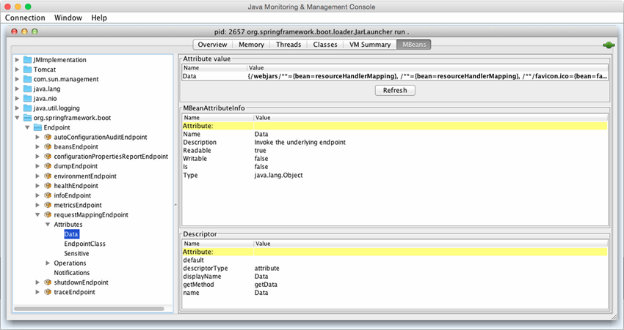 Java Monitoring & Management Console
Connection Window Help
pid: 2657 org.springframework.boot.loader.JarLauncher run .
Overview Memory Threads Classes VM Summary MBeans
JMImplementation
Tomcat
com.sun.management
java.lang
java.nio
java.util.logging
org.springframework.boot
Endpoint
autoConfigurationAuditEndpoint
beansEndpoint
configurationPropertiesReportEndpoint
dumpEndpoint
environmentEndpoint
healthEndpoint
infoEndpoint
metricsEndpoint
requestMappingEndpoint
Attributes
Data
EndpointClass
Sensitive
Operations
Notifications
shutdownEndpoint
traceEndpoint
Attribute value
Name Value
Data {/webjars/**={bean=resourceHandlerMapping}, /**={bean=resourceHandlerMapping}, /**/favicon.ico={bean=fa...
Refresh
MBeanAttributeInfo
Name Value
Attribute:
Name Data
Description Invoke the underlying endpoint
Readable true
Writable false
Is false
Type java.lang.Object
Descriptor
Name Value
Attribute:
default
descriptorType attribute
displayName Data
getMethod getData
name Data